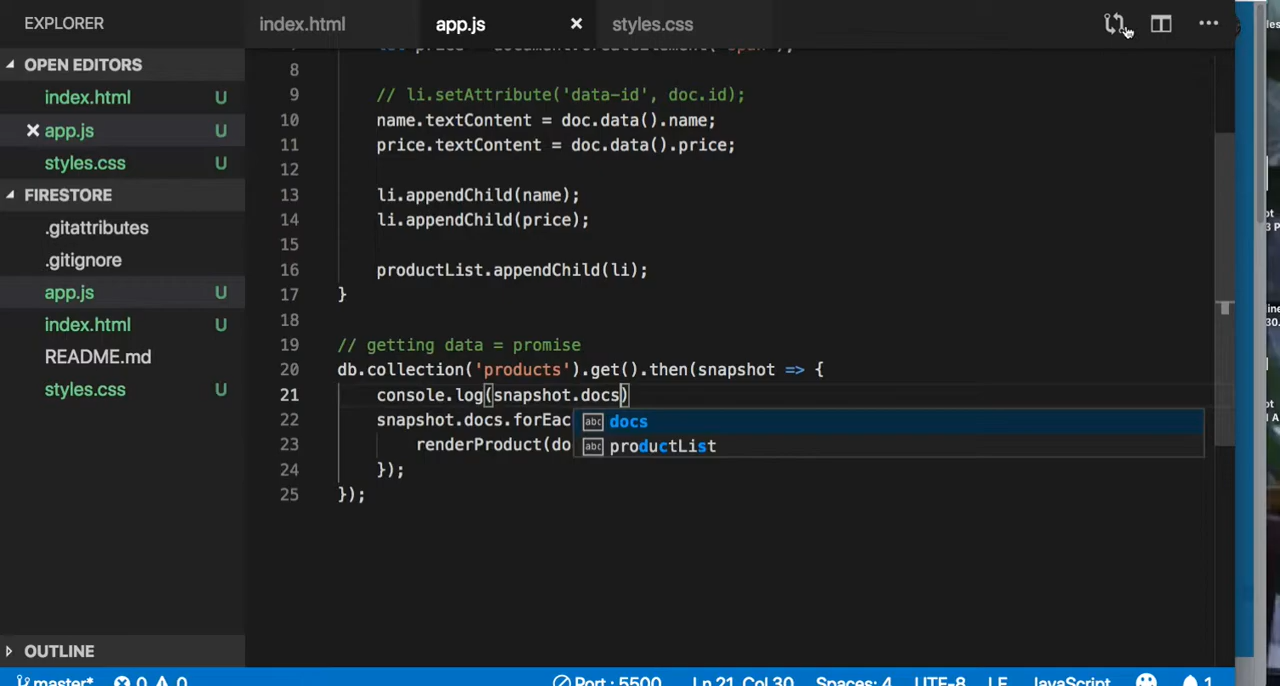 EXPLORER
index.html
app.js
styles.css
OPEN EDITORS
index.html U
app.js U
styles.css U
FIRESTORE
.gitattributes
.gitignore
app.js U
index.html U
README.md
styles.css U
OUTLINE
8
9 // li.setAttribute('data-id', doc.id);
10 name.textContent = doc.data().name;
11 price.textContent = doc.data().price;
12
13 li.appendChild(name);
14 li.appendChild(price);
15
16 productList.appendChild(li);
17 }
18
19 // getting data = promise
20 db.collection('products').get().then(snapshot => {
21 console.log(snapshot.docs)
22 snapshot.docs.forEac
23 renderProduct(do
24 });
25 });
abc docs
abc productList
master* 0 0 Port : 5500 Ln 21, Col 30 Spaces: 4 UTF-8 LF JavaScript 1